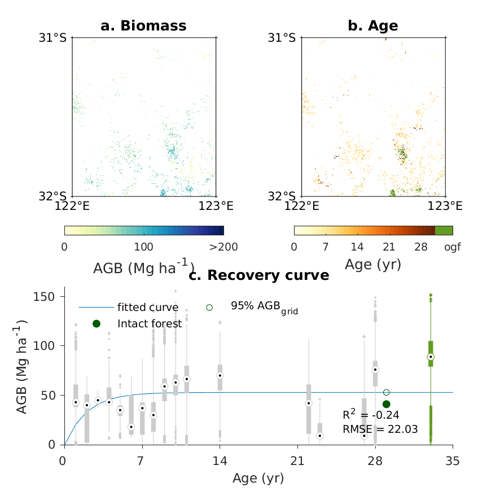 a. Biomass
b. Age
31°S
31°S
32°S
32°S
122°E
123°E
122°E
123°E
0
100
>200
0
7
14
21
28
ogf
AGB (Mg ha⁻¹)
Age (yr)
c. Recovery curve
150
100
50
0
AGB (Mg ha⁻¹)
fitted curve
95% AGB_grid
Intact forest
R² = -0.24
RMSE = 22.03
0
7
14
21
28
35
Age (yr)